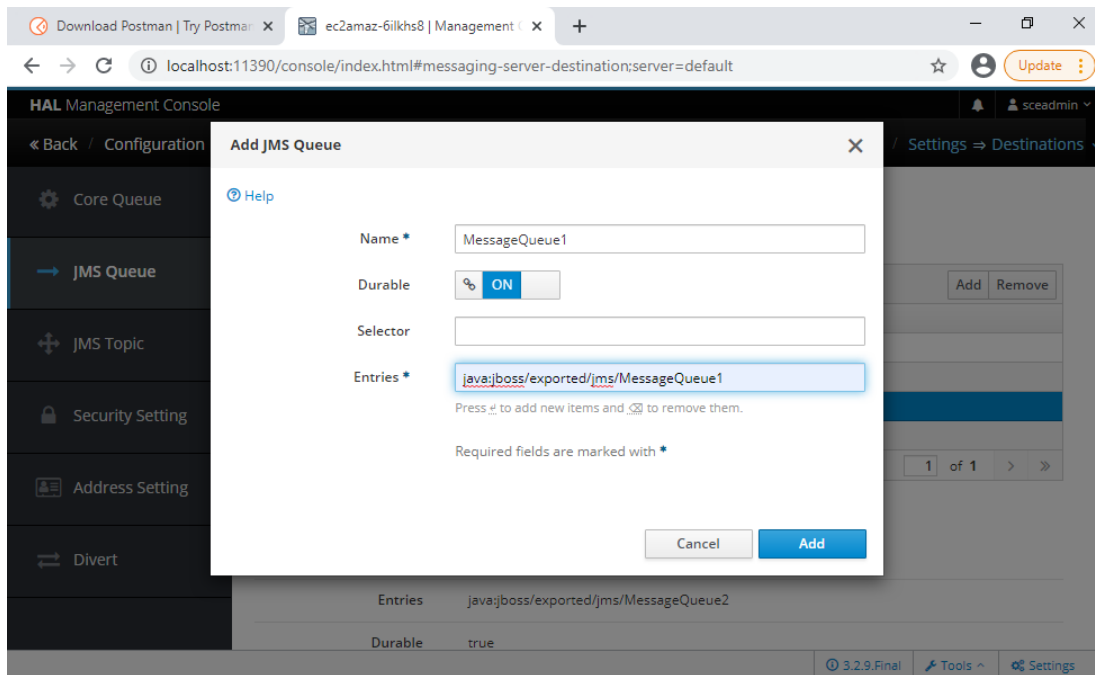 Download Postman | Try Postman
ec2amaz-6ilkhs8 | Management C
localhost:11390/console/index.html#messaging-server-destination;server=default
Update
HAL Management Console
sceadmin
« Back / Configuration
/ Settings ⇒ Destinations
Add JMS Queue
Help
Core Queue
Name *
MessageQueue1
JMS Queue
Durable
ON
Add
Remove
Selector
JMS Topic
Entries *
java:jboss/exported/jms/MessageQueue1
Press ↵ to add new items and ⌫ to remove them.
Security Setting
Required fields are marked with *
1 of 1 > »
Address Setting
Cancel
Add
Divert
Entries
java:jboss/exported/jms/MessageQueue2
Durable
true
3.2.9.Final
Tools
Settings